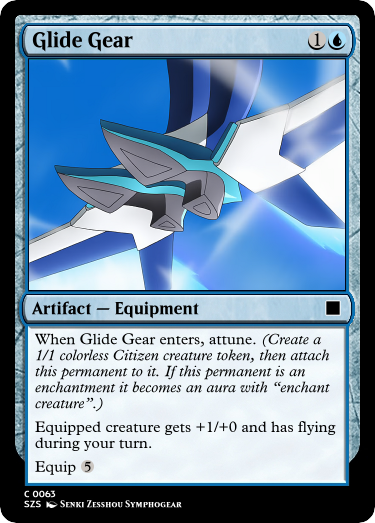 Glide Gear 1
Artifact — Equipment
When Glide Gear enters, attune. (Create a
1/1 colorless Citizen creature token, then attach
this permanent to it. If this permanent is an
enchantment it becomes an aura with “enchant
creature”.)
Equipped creature gets +1/+0 and has flying
during your turn.
Equip 5
C 0063
SZS Senki Zesshou Symphogear